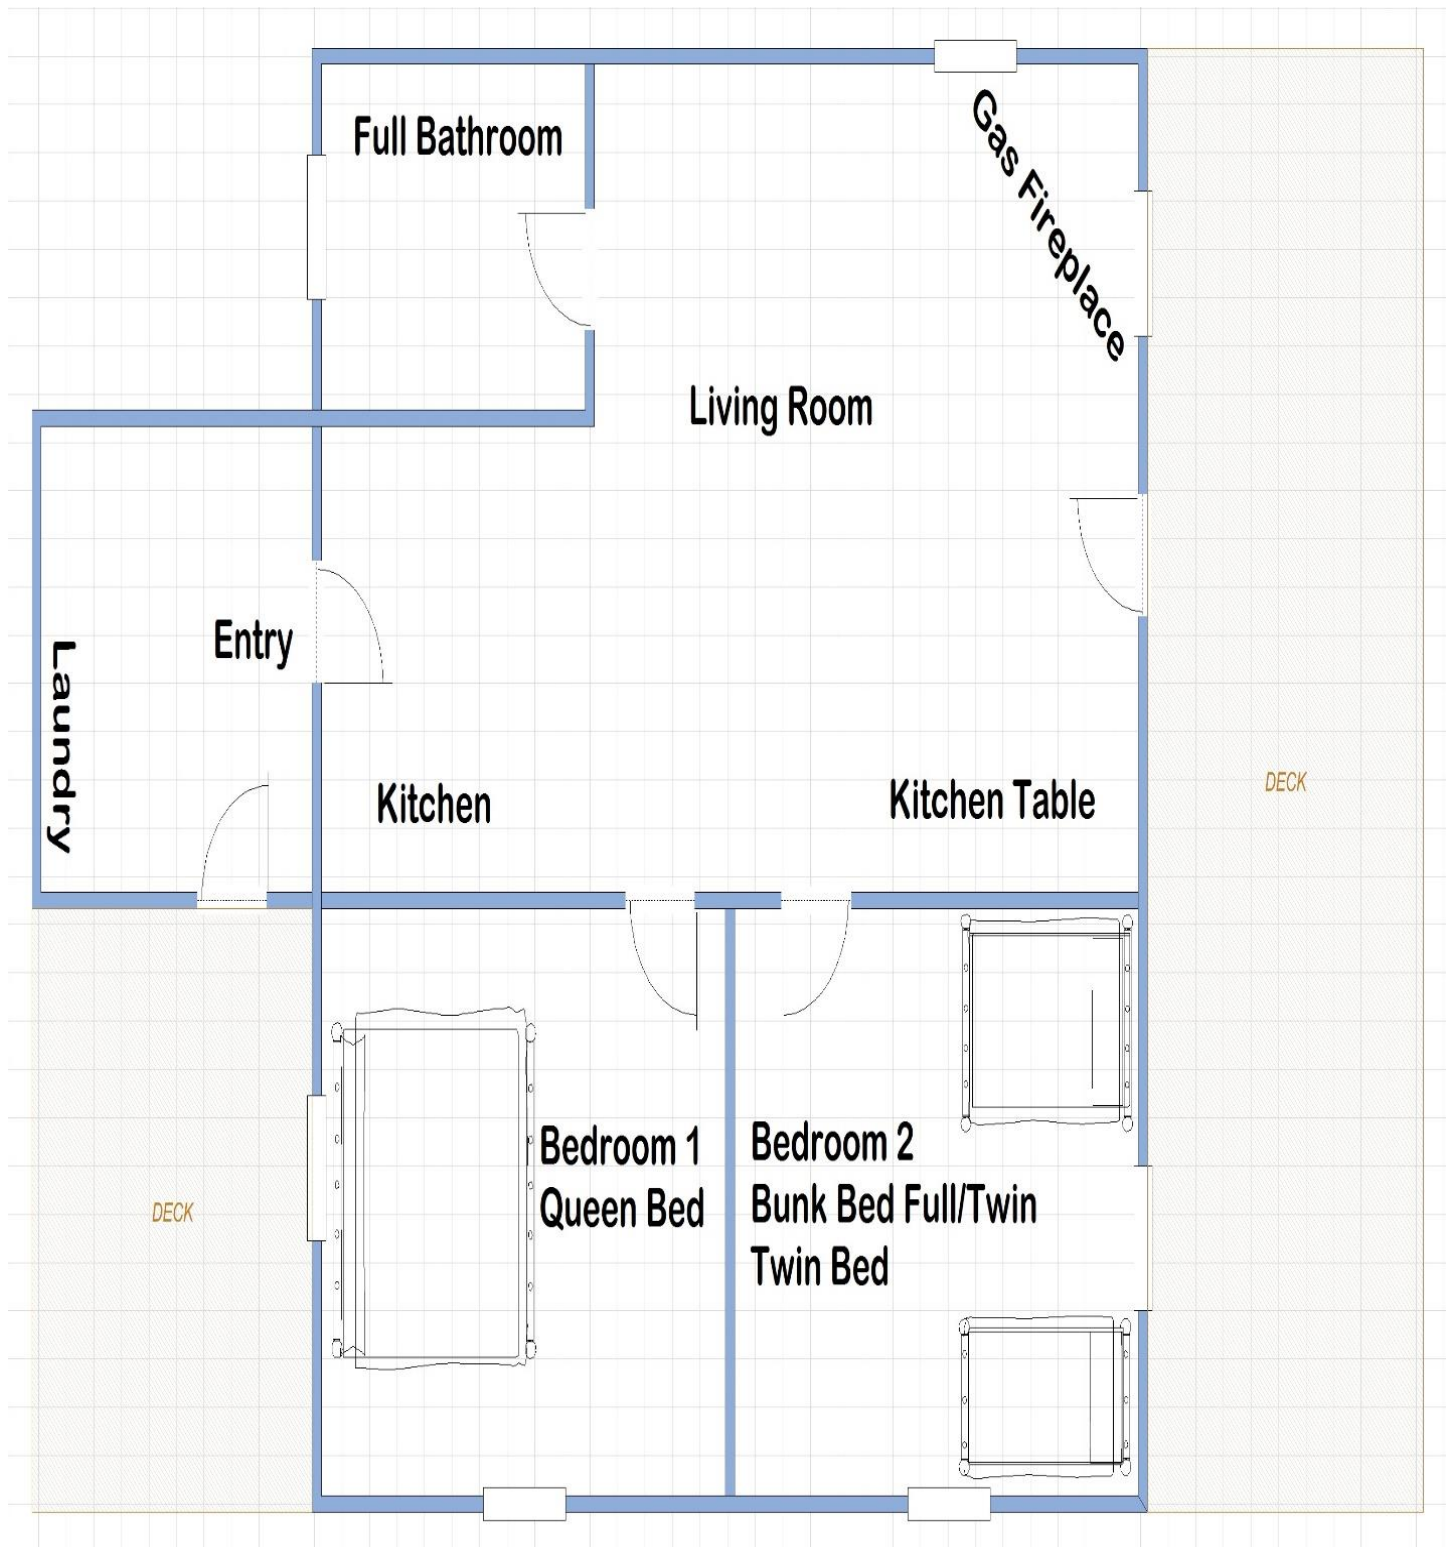 Full Bathroom
Gas Fireplace
Living Room
Entry
Laundry
Kitchen
Kitchen Table
DECK
Bedroom 1
Queen Bed
Bedroom 2
Bunk Bed Full/Twin
Twin Bed
DECK